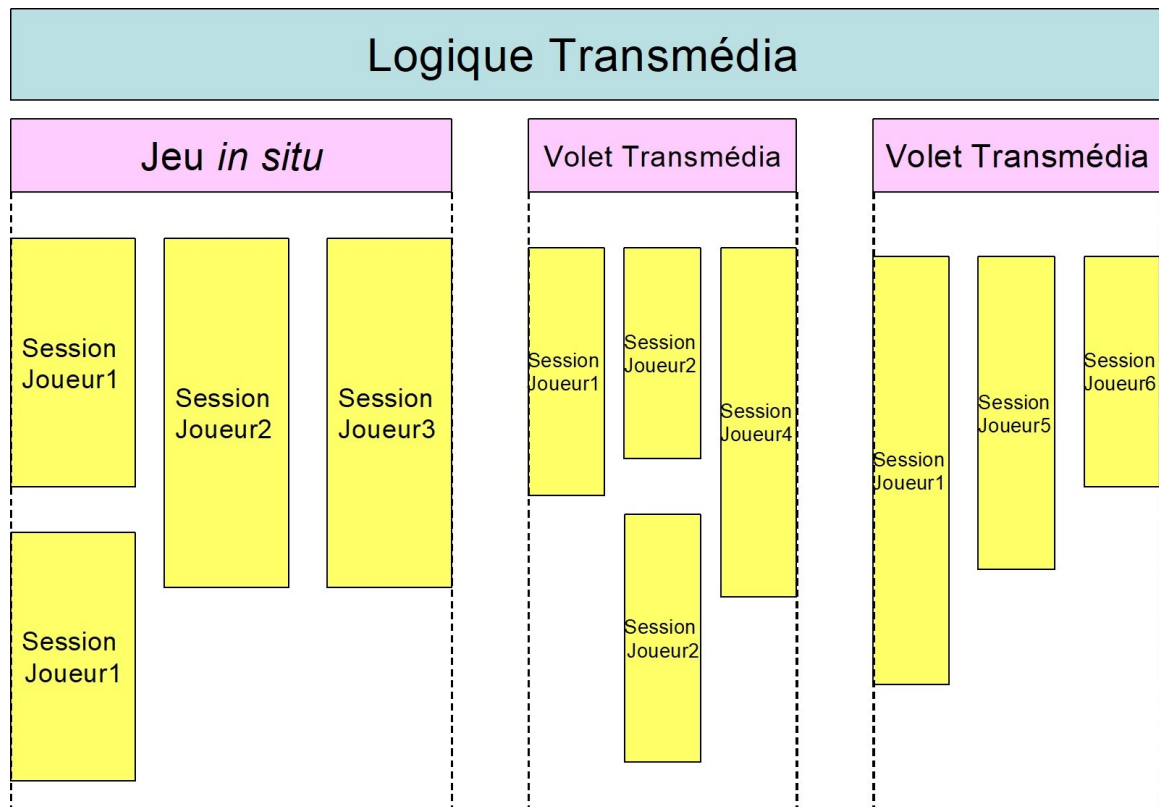 Logique Transmédia
Jeu in situ
Session
Joueur1
Session
Joueur2
Session
Joueur3
Session
Joueur1
Volet Transmédia
Session
Joueur1
Session
Joueur2
Session
Joueur4
Session
Joueur2
Volet Transmédia
Session
Joueur1
Session
Joueur5
Session
Joueur6